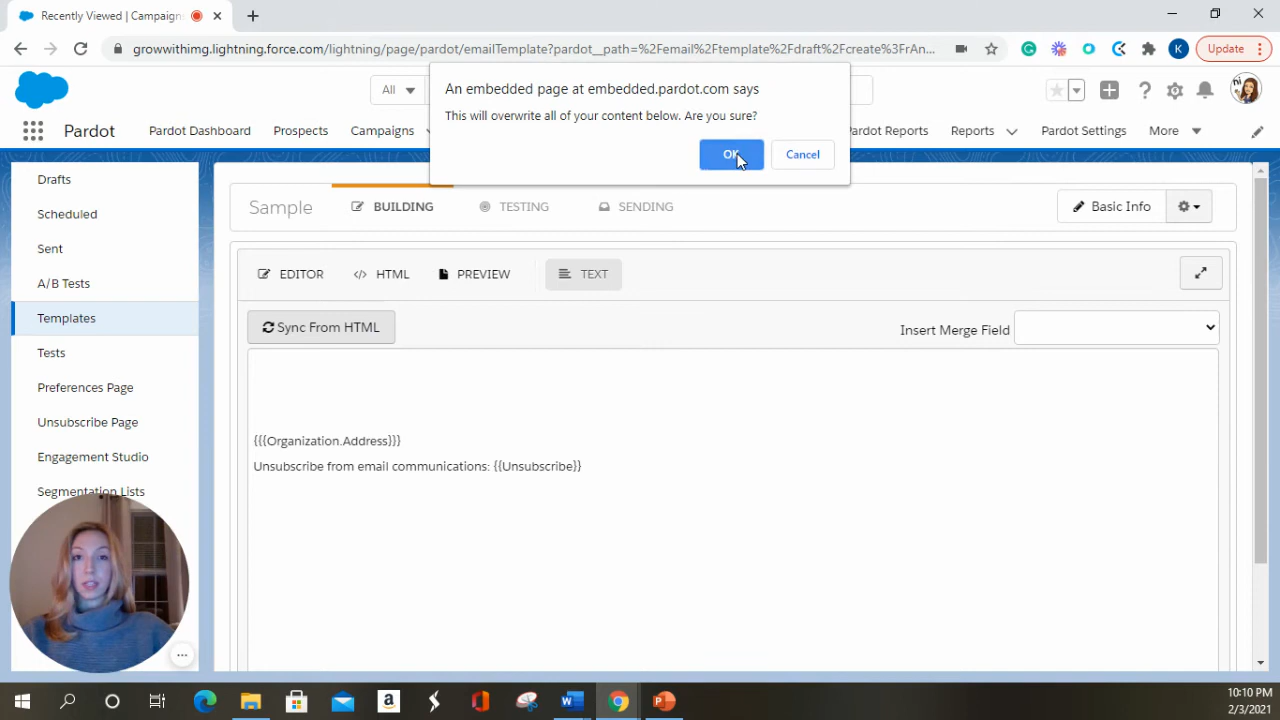 Recently Viewed | Campaign
growwithimg.lightning.force.com/lightning/page/pardot/emailTemplate?pardot__path=%2Femail%2Ftemplate%2Fdraft%2Fcreate%3FrAn...
K
Update
An embedded page at embedded.pardot.com says
This will overwrite all of your content below. Are you sure?
OK
Cancel
All
hi
Pardot
Pardot Dashboard
Prospects
Campaigns
Pardot Reports
Reports
Pardot Settings
More
Drafts
Scheduled
Sent
A/B Tests
Templates
Tests
Preferences Page
Unsubscribe Page
Engagement Studio
Segmentation Lists
Sample
BUILDING
TESTING
SENDING
Basic Info
EDITOR
HTML
PREVIEW
TEXT
Sync From HTML
Insert Merge Field
{{{Organization.Address}}}
Unsubscribe from email communications: {{Unsubscribe}}
10:10 PM
2/3/2021